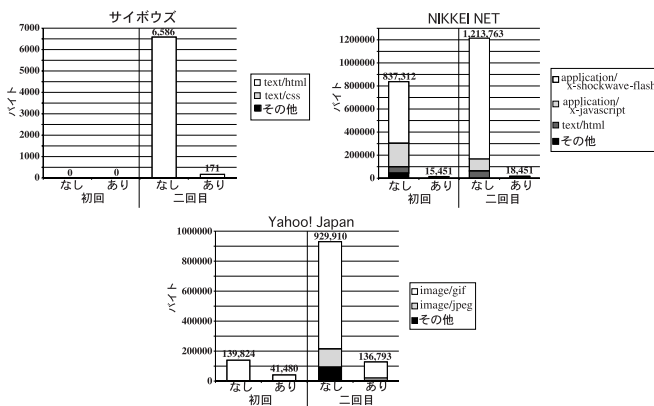 サイボウズ
7000
6000
5000
4000
3000
2000
1000
0
バイト
6,586
0
0
171
なし
あり
なし
あり
初回
二回目
text/html
text/css
その他
NIKKEI NET
1200000
1000000
800000
600000
400000
200000
0
バイト
837,312
15,451
1,213,763
18,451
なし
あり
なし
あり
初回
二回目
application/
x-shockwave-flash
application/
x-javascript
text/html
その他
Yahoo! Japan
1000000
800000
600000
400000
200000
0
バイト
139,824
41,480
929,910
136,793
なし
あり
なし
あり
初回
二回目
image/gif
image/jpeg
その他